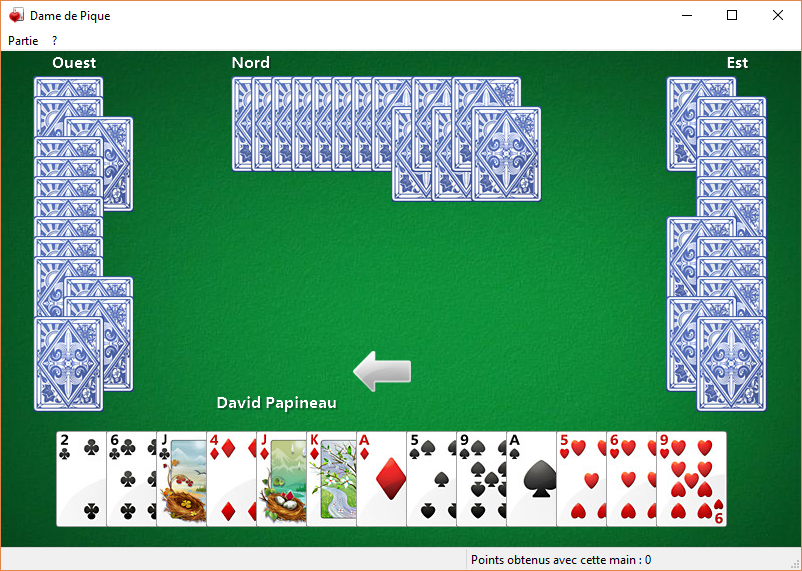 Dame de Pique
Partie ?
Ouest Nord Est
David Papineau
2 6 J 4 J K A 5 9 A 5 6 9
9
Points obtenus avec cette main : 0